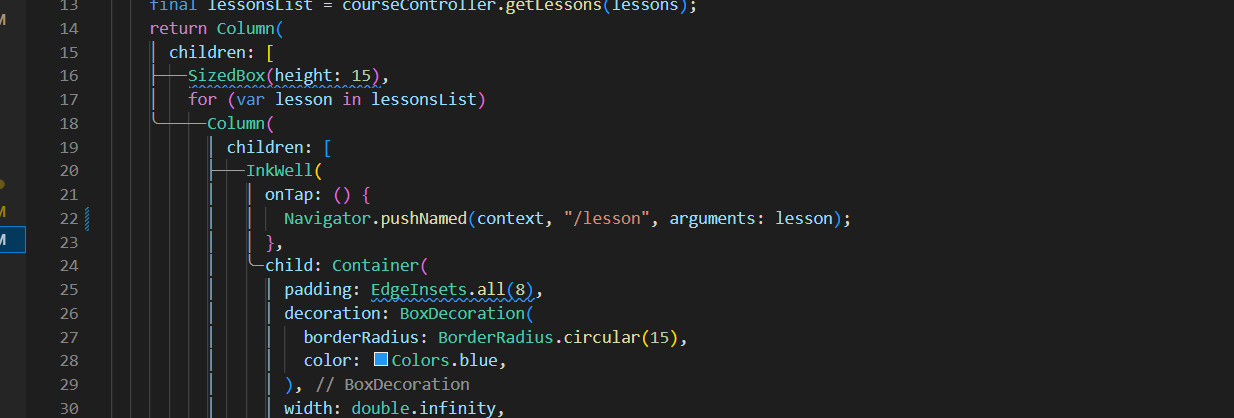 13 final lessonsList = courseController.getLessons(lessons);
14 return Column(
15 children: [
16 SizedBox(height: 15),
17 for (var lesson in lessonsList)
18 Column(
19 children: [
20 InkWell(
21 onTap: () {
22 Navigator.pushNamed(context, "/lesson", arguments: lesson);
23 },
24 child: Container(
25 padding: EdgeInsets.all(8),
26 decoration: BoxDecoration(
27 borderRadius: BorderRadius.circular(15),
28 color: Colors.blue,
29 ), // BoxDecoration
30 width: double.infinity,
M
M
M